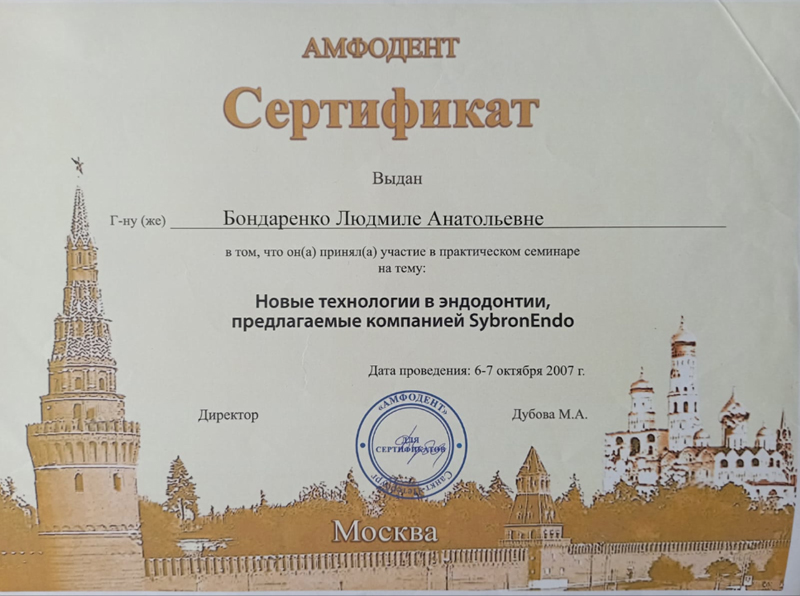 АМФОДЕНТ
Сертификат
Выдан
Г-ну (же) Бондаренко Людмиле Анатольевне
в том, что он(а) принял(а) участие в практическом семинаре
на тему:
Новые технологии в эндодонтии,
предлагаемые компанией SybronEndo
Дата проведения: 6-7 октября 2007 г.
Директор
Дубова М.А.
«АМФОДЕНТ»
ДЛЯ
СЕРТИФИКАТОВ
Москва